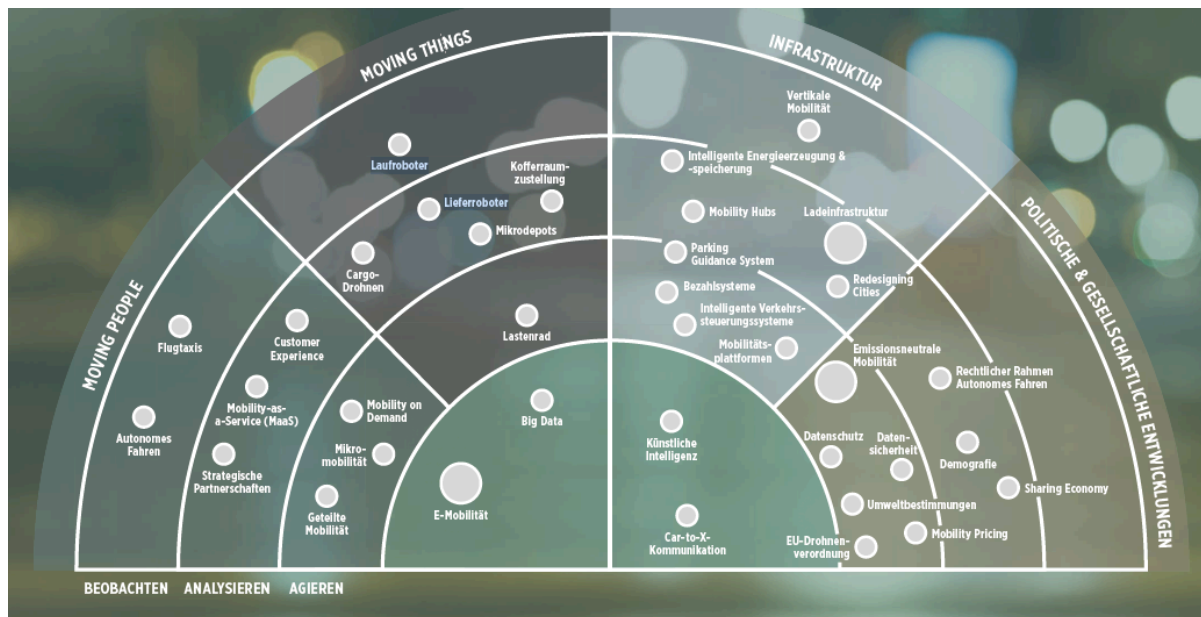 MOVING THINGS
INFRASTRUKTUR
MOVING PEOPLE
POLITISCHE & GESELLSCHAFTLICHE ENTWICKLUNGEN
Laufroboter
Kofferraum-
zustellung
Lieferroboter
Mikrodepots
Cargo-
Drohnen
Lastenrad
Vertikale
Mobilität
Intelligente Energieerzeugung &
-speicherung
Mobility Hubs
Ladeinfrastruktur
Parking
Guidance System
Bezahlsysteme
Redesigning
Cities
Intelligente Verkehrs-
steuerungssysteme
Mobilitäts-
plattformen
Flugtaxis
Customer
Experience
Autonomes
Fahren
Mobility-as-
a-Service (MaaS)
Strategische
Partnerschaften
Mobility on
Demand
Mikro-
mobilität
Geteilte
Mobilität
Big Data
E-Mobilität
Künstliche
Intelligenz
Car-to-X-
Kommunikation
Emissionsneutrale
Mobilität
Rechtlicher Rahmen
Autonomes Fahren
Datenschutz
Daten-
sicherheit
Demografie
Sharing Economy
Umweltbestimmungen
Mobility Pricing
EU-Drohnen-
verordnung
BEOBACHTEN
ANALYSIEREN
AGIEREN